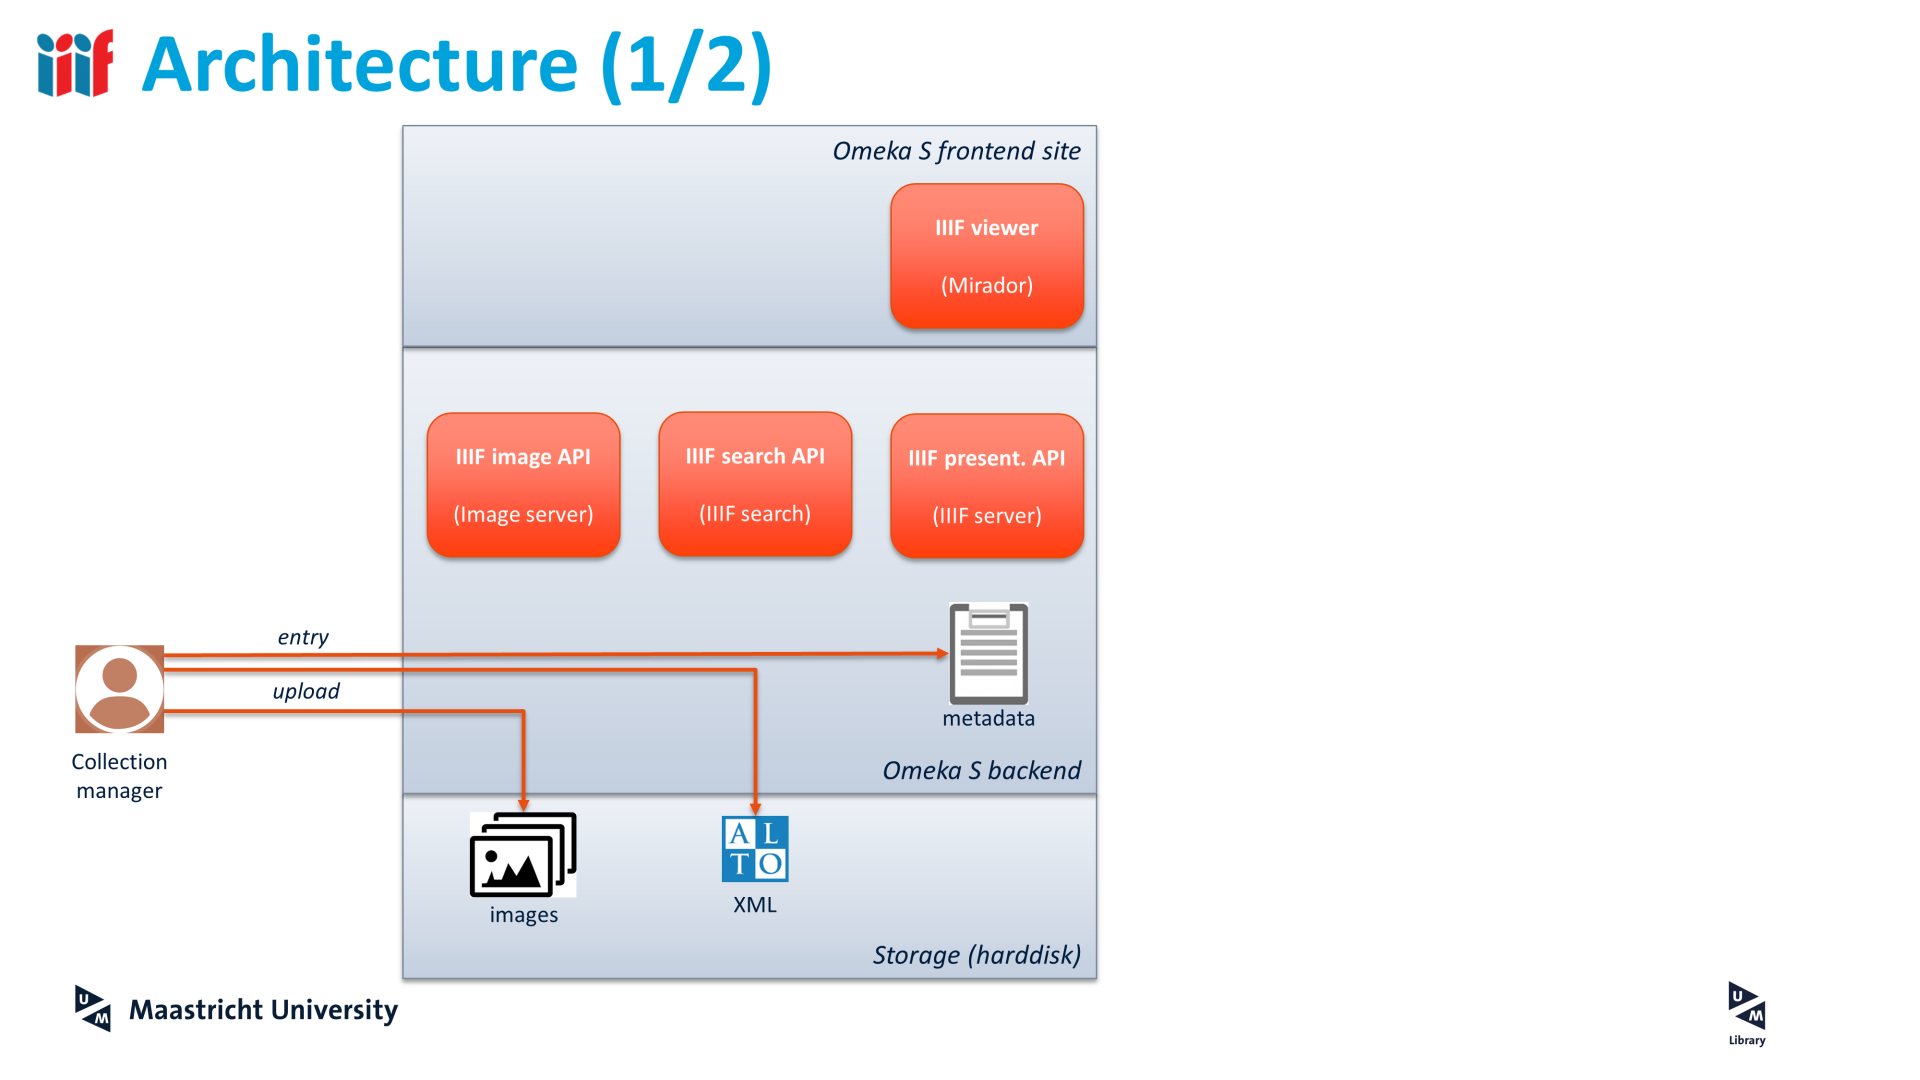 iiif Architecture (1/2)
Omeka S frontend site
IIIF viewer
(Mirador)
IIIF image API
(Image server)
IIIF search API
(IIIF search)
IIIF present. API
(IIIF server)
entry
upload
Collection
manager
metadata
Omeka S backend
A L
T O
images
XML
Storage (harddisk)
UM Maastricht University
UM
Library